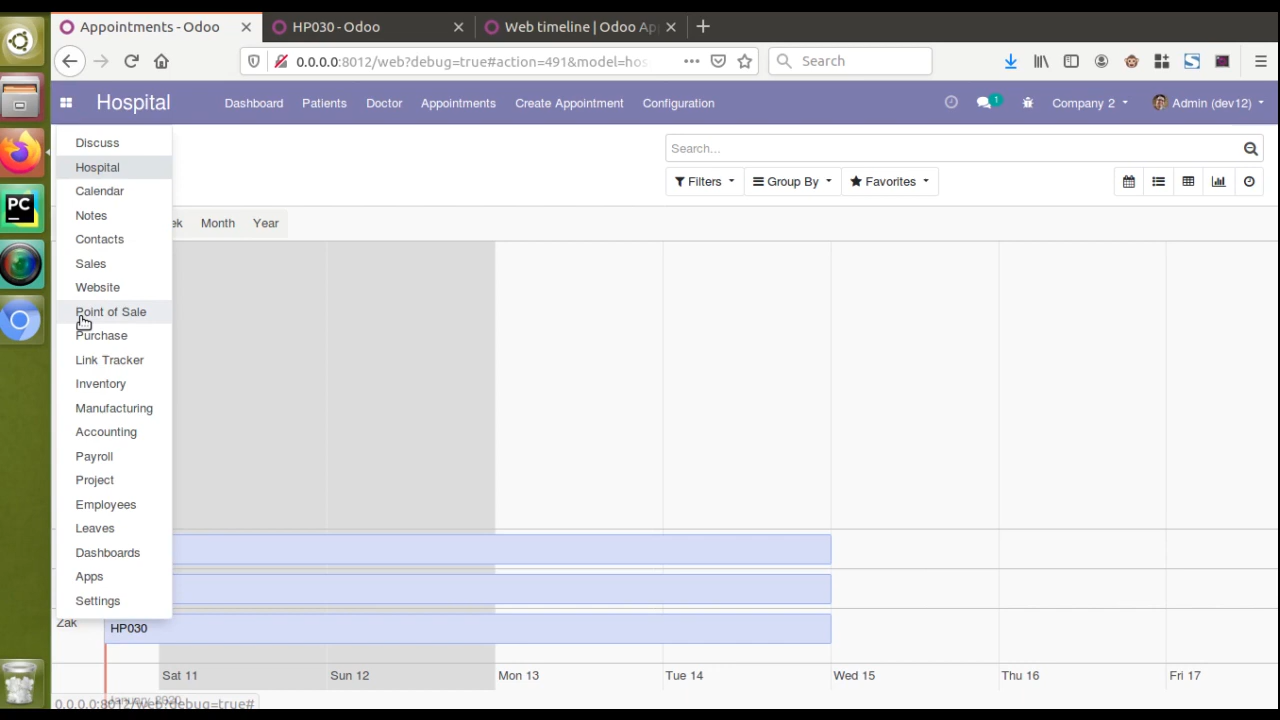 Appointments - Odoo
HP030 - Odoo
Web timeline | Odoo Ap
0.0.0.0:8012/web?debug=true#action=491&model=hos
Search
Hospital
Dashboard
Patients
Doctor
Appointments
Create Appointment
Configuration
1
Company 2
Admin (dev12)
Discuss
Hospital
Calendar
Notes
Contacts
Sales
Website
Point of Sale
Purchase
Link Tracker
Inventory
Manufacturing
Accounting
Payroll
Project
Employees
Leaves
Dashboards
Apps
Settings
Search...
Filters
Group By
Favorites
ek
Month
Year
PC
Zak
HP030
Sat 11
Sun 12
Mon 13
Tue 14
Wed 15
Thu 16
Fri 17
January 2020
0.0.0.0:8012/web?debug=true#